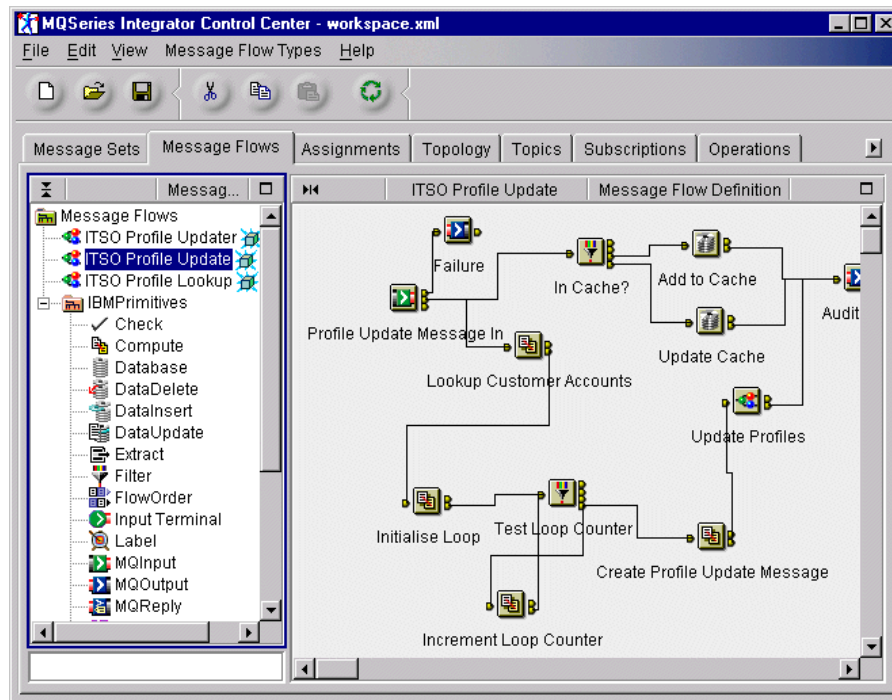 MQSeries Integrator Control Center - workspace.xml
File Edit View Message Flow Types Help
Message Sets Message Flows Assignments Topology Topics Subscriptions Operations
Messag...
Message Flows
ITSO Profile Updater
ITSO Profile Update
ITSO Profile Lookup
IBMPrimitives
Check
Compute
Database
DataDelete
DataInsert
DataUpdate
Extract
Filter
FlowOrder
Input Terminal
Label
MQInput
MQOutput
MQReply
ITSO Profile Update Message Flow Definition
Failure
In Cache?
Add to Cache
Audit
Profile Update Message In
Update Cache
Lookup Customer Accounts
Update Profiles
Initialise Loop
Test Loop Counter
Create Profile Update Message
Increment Loop Counter